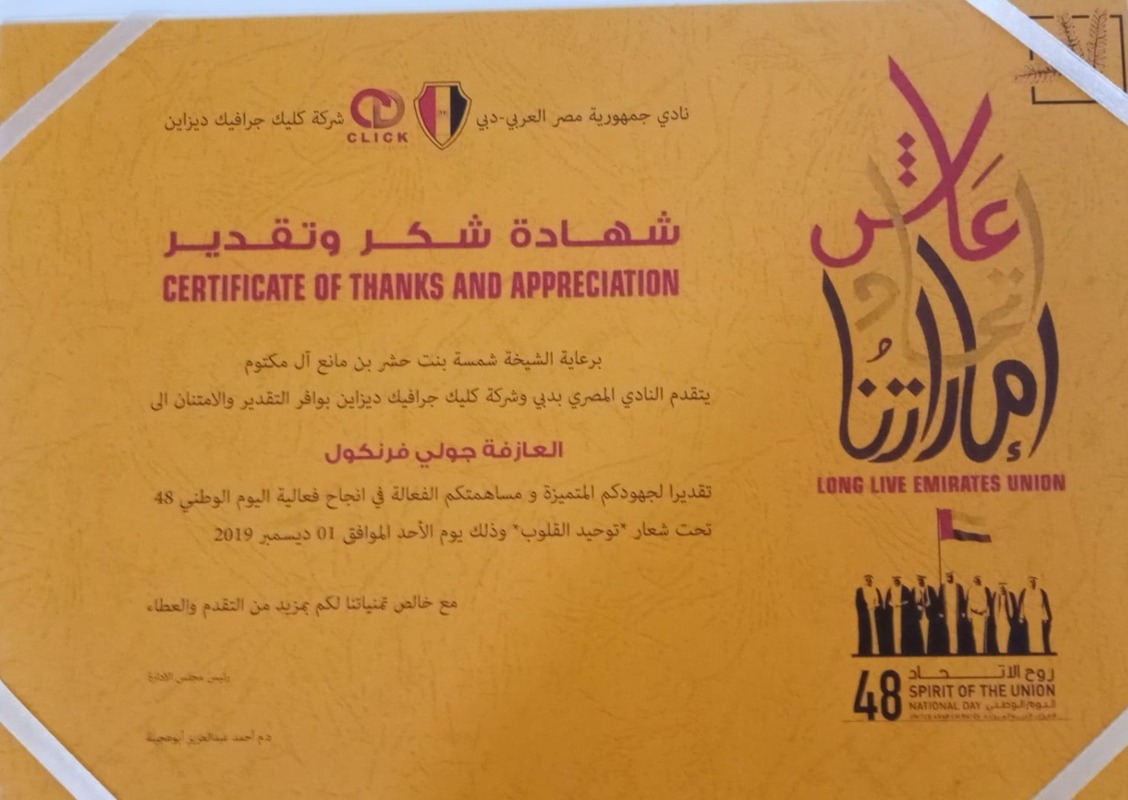 نادي جمهورية مصر العربي-دبي
CLICK
شركة كليك جرافيك ديزاين
شهادة شكر وتقدير
CERTIFICATE OF THANKS AND APPRECIATION
برعاية الشيخة شمسة بنت حشر بن مانع آل مكتوم
يتقدم النادي المصري بدبي وشركة كليك جرافيك ديزاين بوافر التقدير والامتنان الى
العازفة جولي فرنكول
تقديرا لجهودكم المتميزة و مساهمتكم الفعالة في انجاح فعالية اليوم الوطني 48
تحت شعار *توحيد القلوب* وذلك يوم الأحد الموافق 01 ديسمبر 2019
مع خالص تمنياتنا لكم بمزيد من التقدم والعطاء
رئيس مجلس الادارة
د.م أحمد عبدالعزيز
عاش
اتحاد
إماراتنا
LONG LIVE EMIRATES UNION
48
روح الاتحاد
SPIRIT OF THE UNION
اليوم الوطني NATIONAL DAY
UNITED ARAB EMIRATES